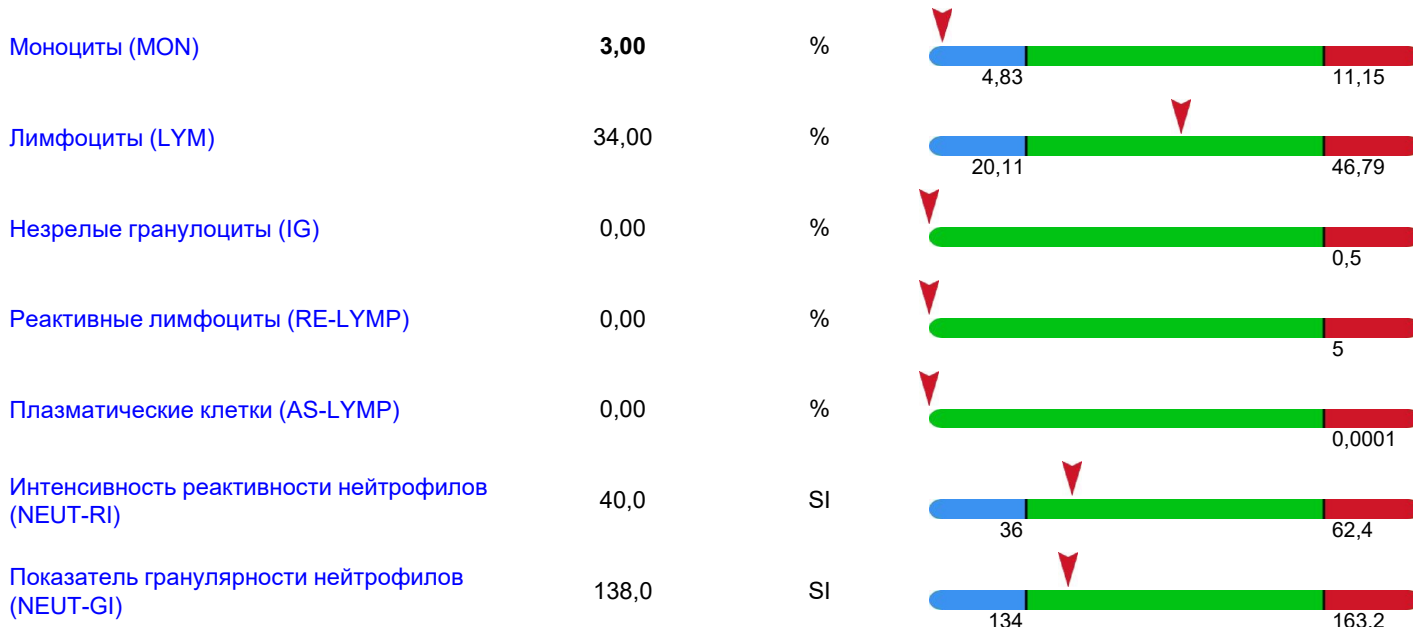 Моноциты (MON) 3,00 % 4,83 11,15
Лимфоциты (LYM) 34,00 % 20,11 46,79
Незрелые гранулоциты (IG) 0,00 % 0,5
Реактивные лимфоциты (RE-LYMP) 0,00 % 5
Плазматические клетки (AS-LYMP) 0,00 % 0,0001
Интенсивность реактивности нейтрофилов
(NEUT-RI) 40,0 SI 36 62,4
Показатель гранулярности нейтрофилов
(NEUT-GI) 138,0 SI 134 163,2